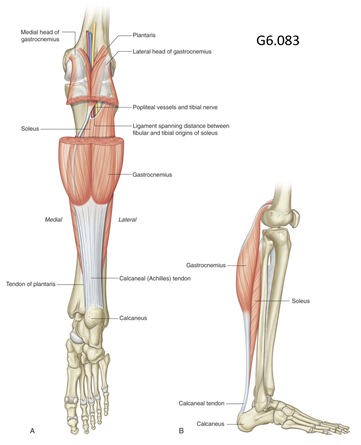 G6.083
Medial head of
gastrocnemius
Plantaris
Lateral head of gastrocnemius
Popliteal vessels and tibial nerve
Ligament spanning distance between
fibular and tibial origins of soleus
Soleus
Gastrocnemius
Medial
Lateral
Calcaneal (Achilles) tendon
Tendon of plantaris
Calcaneus
A
Gastrocnemius
Soleus
Calcaneal tendon
Calcaneus
B